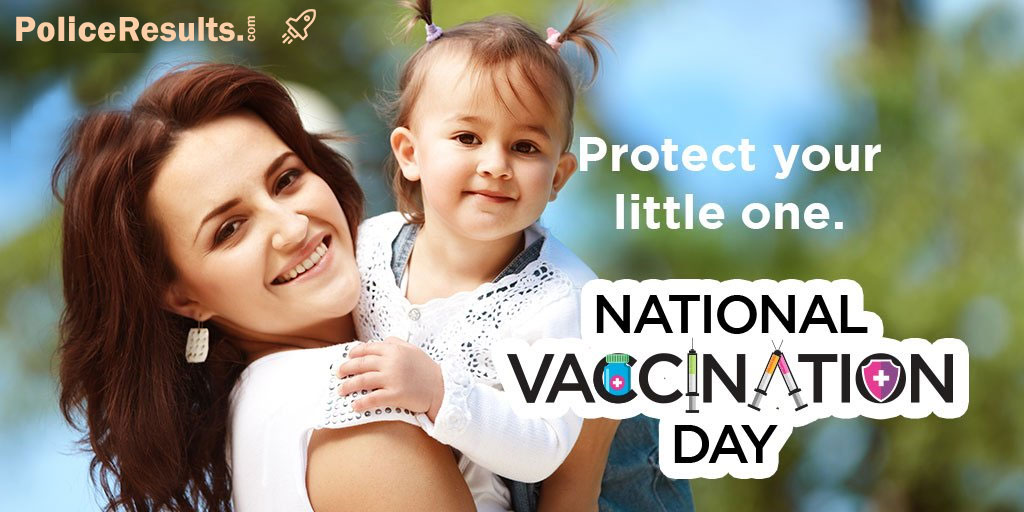 PoliceResults.com
Protect your
little one.
NATIONAL
VACCINATION
DAY